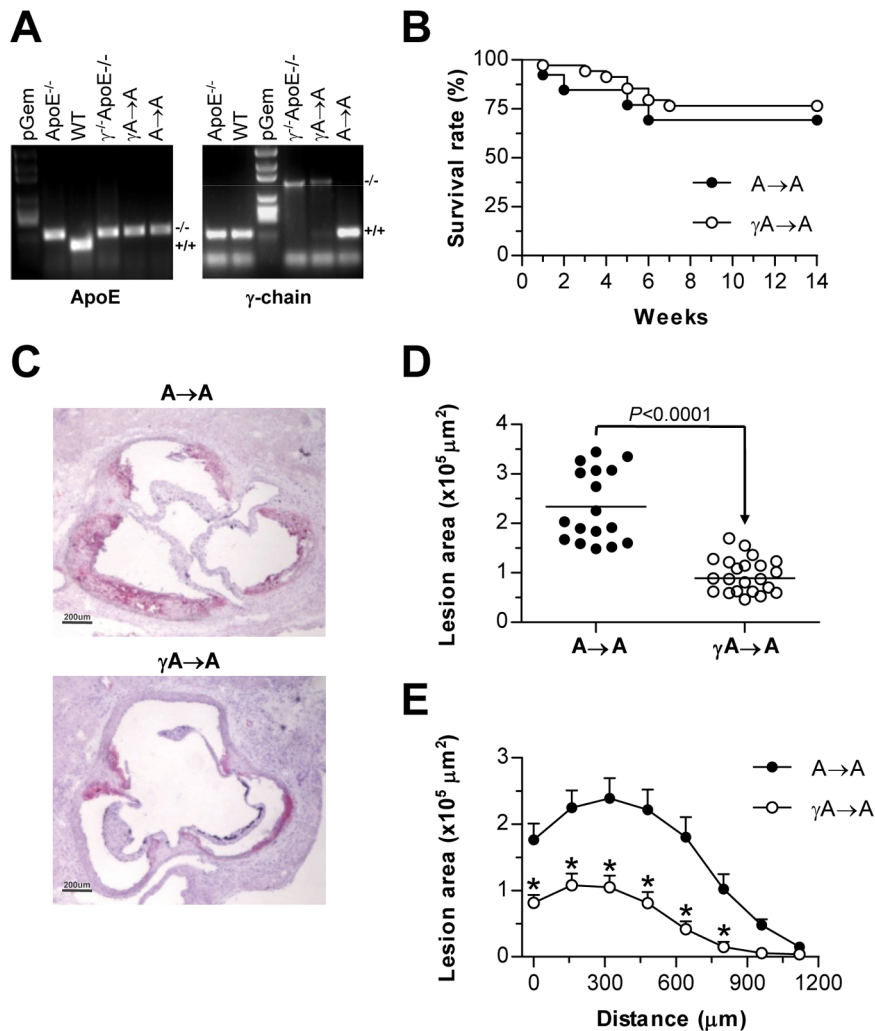 A
pGem
ApoE-/-
WT
γ-/-ApoE-/-
γA→A
A→A
-/-
+/+
ApoE
ApoE-/-
WT
pGem
γ-/-ApoE-/-
γA→A
A→A
-/-
+/+
γ-chain
B
Survival rate (%)
100
75
50
25
0
0 2 4 6 8 10 12 14
Weeks
A→A
γA→A
C
A→A
200um
γA→A
200um
D
Lesion area (x10⁵ μm²)
4
3
2
1
0
P<0.0001
A→A
γA→A
E
Lesion area (x10⁵ μm²)
3
2
1
0
* * * * * *
0 300 600 900 1200
Distance (μm)
A→A
γA→A